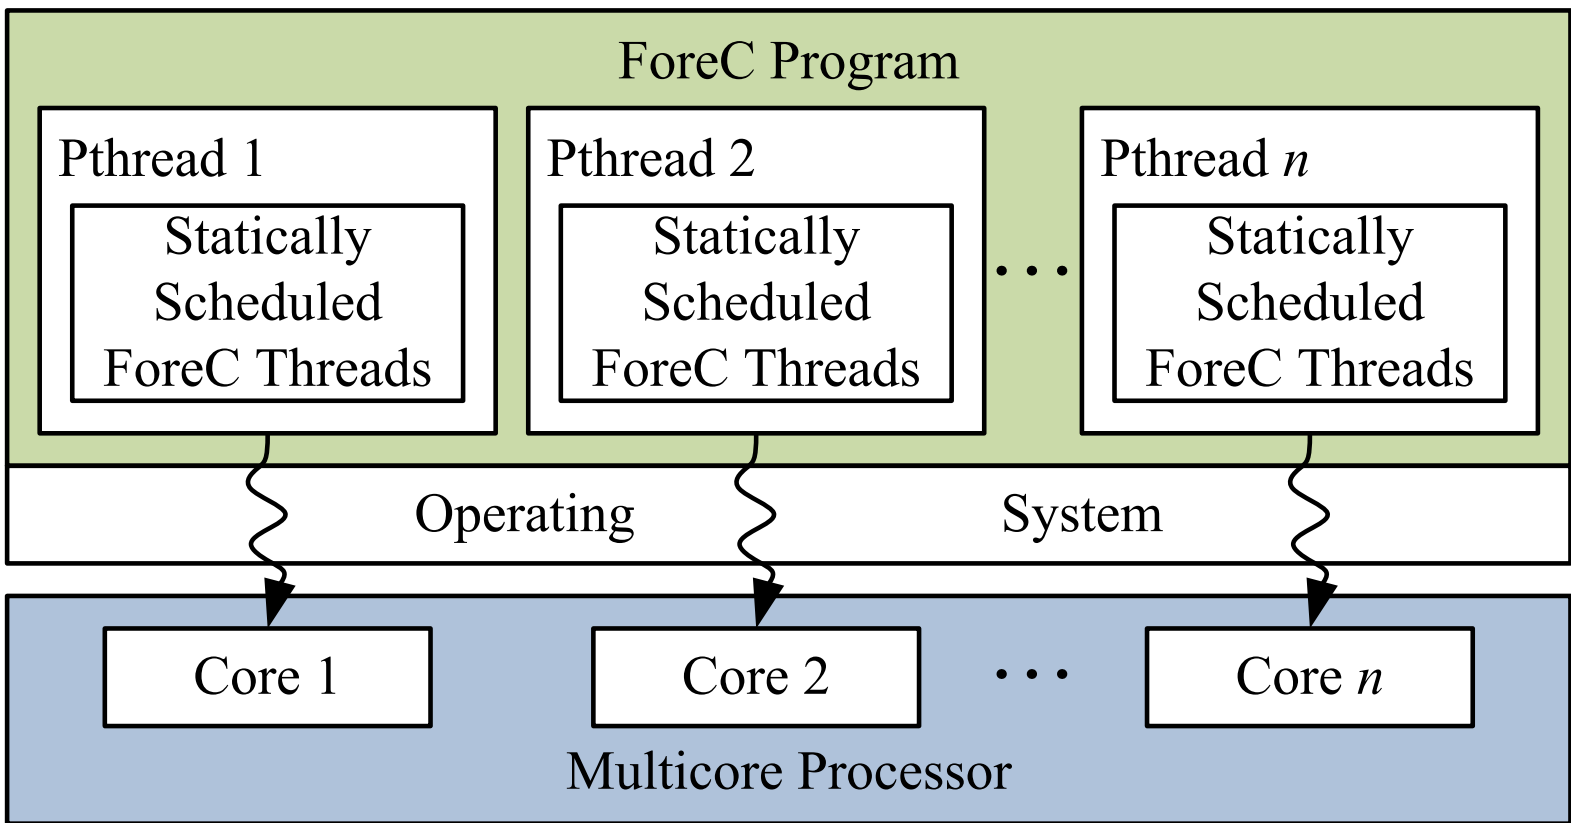 ForeC Program
Pthread 1
Statically
Scheduled
ForeC Threads
Pthread 2
Statically
Scheduled
ForeC Threads
...
Pthread n
Statically
Scheduled
ForeC Threads
Operating System
Core 1
Core 2
...
Core n
Multicore Processor